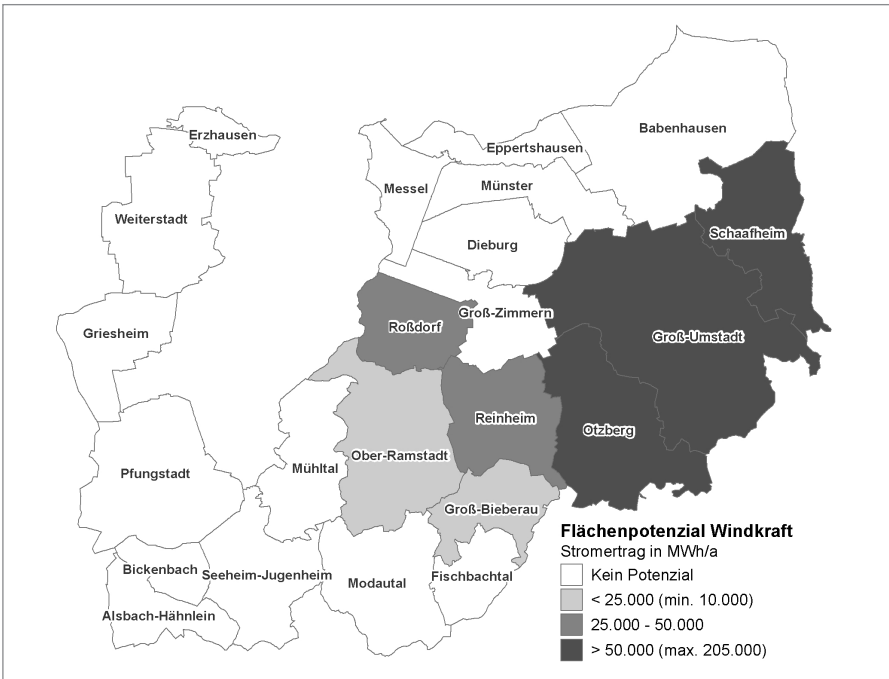 Babenhausen
Erzhausen
Eppertshausen
Messel
Münster
Weiterstadt
Schaafheim
Dieburg
Groß-Zimmern
Roßdorf
Griesheim
Groß-Umstadt
Reinheim
Otzberg
Ober-Ramstadt
Mühltal
Pfungstadt
Groß-Bieberau
Bickenbach
Seeheim-Jugenheim
Modautal
Fischbachtal
Alsbach-Hähnlein
Flächenpotenzial Windkraft
Stromertrag in MWh/a
Kein Potenzial
< 25.000 (min. 10.000)
25.000 - 50.000
> 50.000 (max. 205.000)